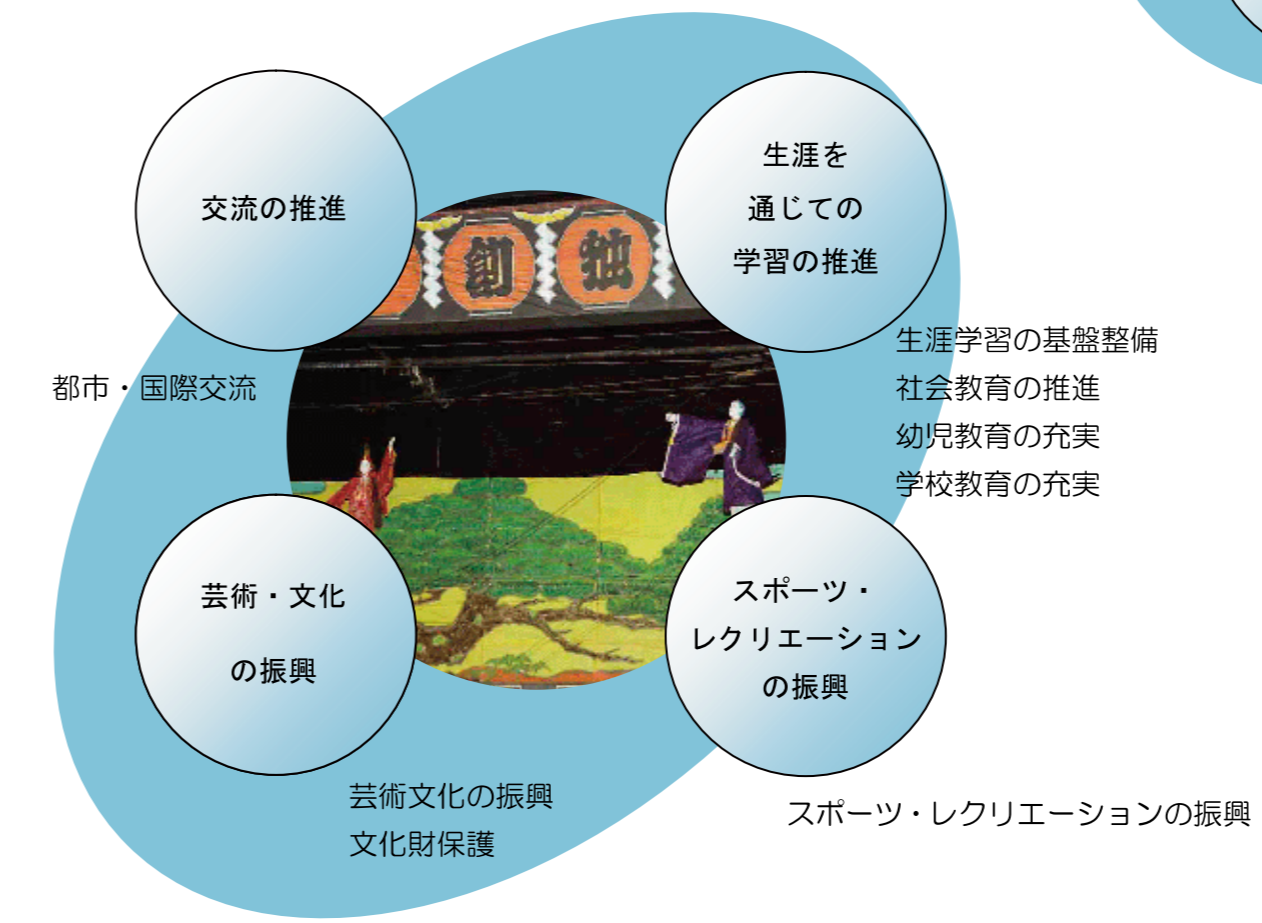 交流の推進
都市・国際交流
生涯を
通じての
学習の推進
生涯学習の基盤整備
社会教育の推進
幼児教育の充実
学校教育の充実
創
芸術・文化
の振興
芸術文化の振興
文化財保護
スポーツ・
レクリエーション
の振興
スポーツ・レクリエーションの振興